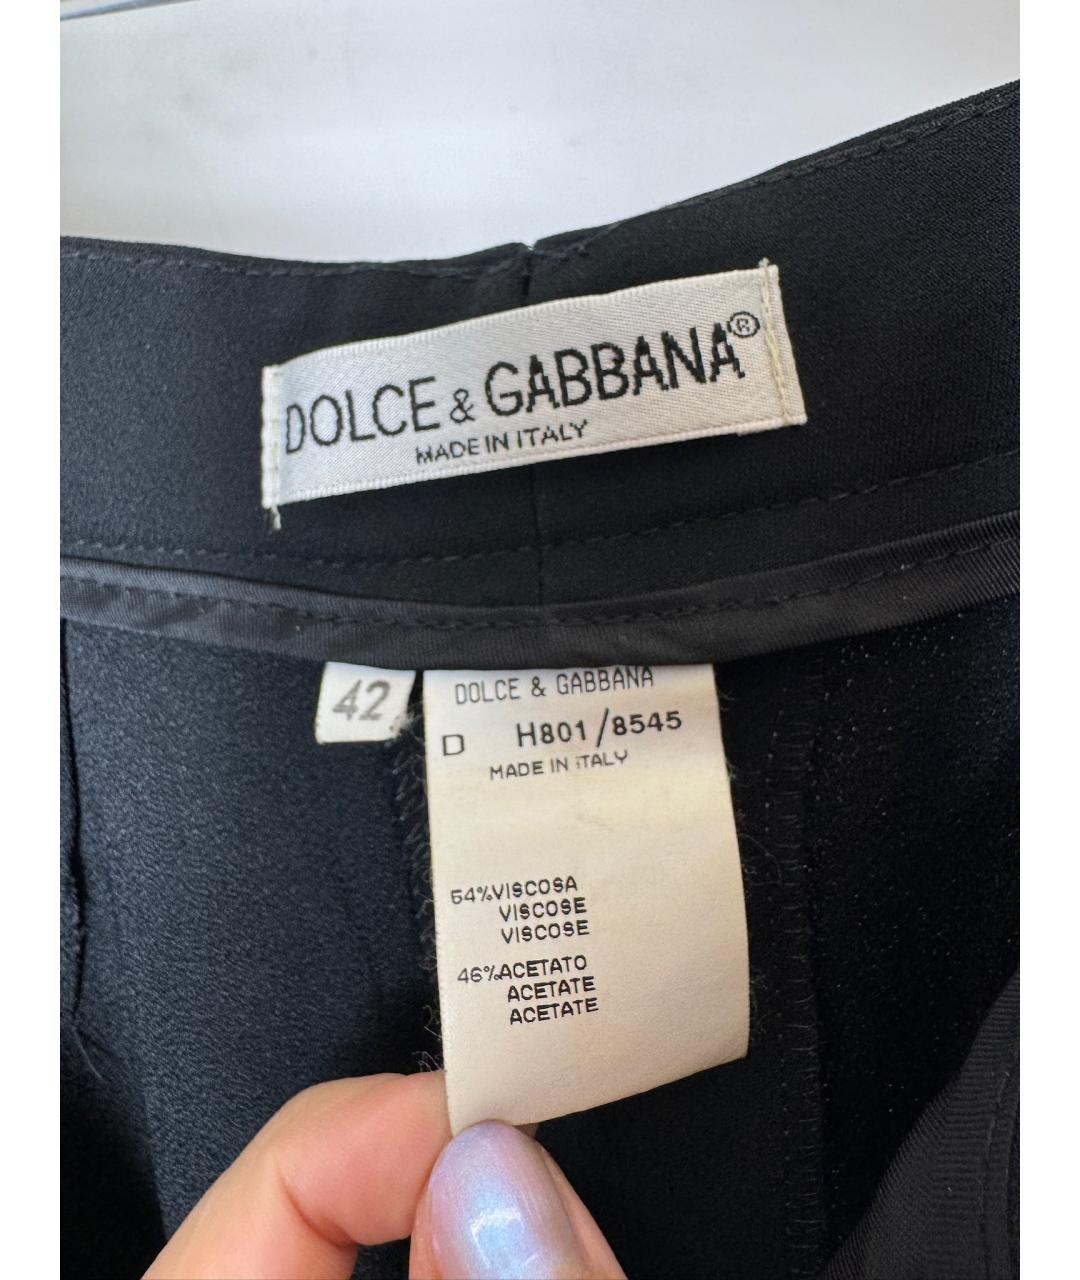 DOLCE & GABBANA®
MADE IN ITALY
42
DOLCE & GABBANA
D H801/8545
MADE IN ITALY
54%VISCOSA
VISCOSE
VISCOSE
46%ACETATO
ACETATE
ACETATE